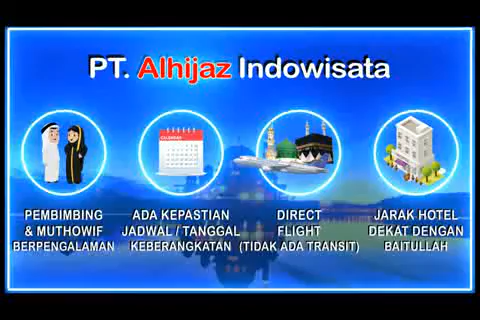 PT. Alhijaz Indowisata
CALENDAR
PEMBIMBING
& MUTHOWIF
BERPENGALAMAN
ADA KEPASTIAN
JADWAL / TANGGAL
KEBERANGKATAN
DIRECT
FLIGHT
(TIDAK ADA TRANSIT)
JARAK HOTEL
DEKAT DENGAN
BAITULLAH